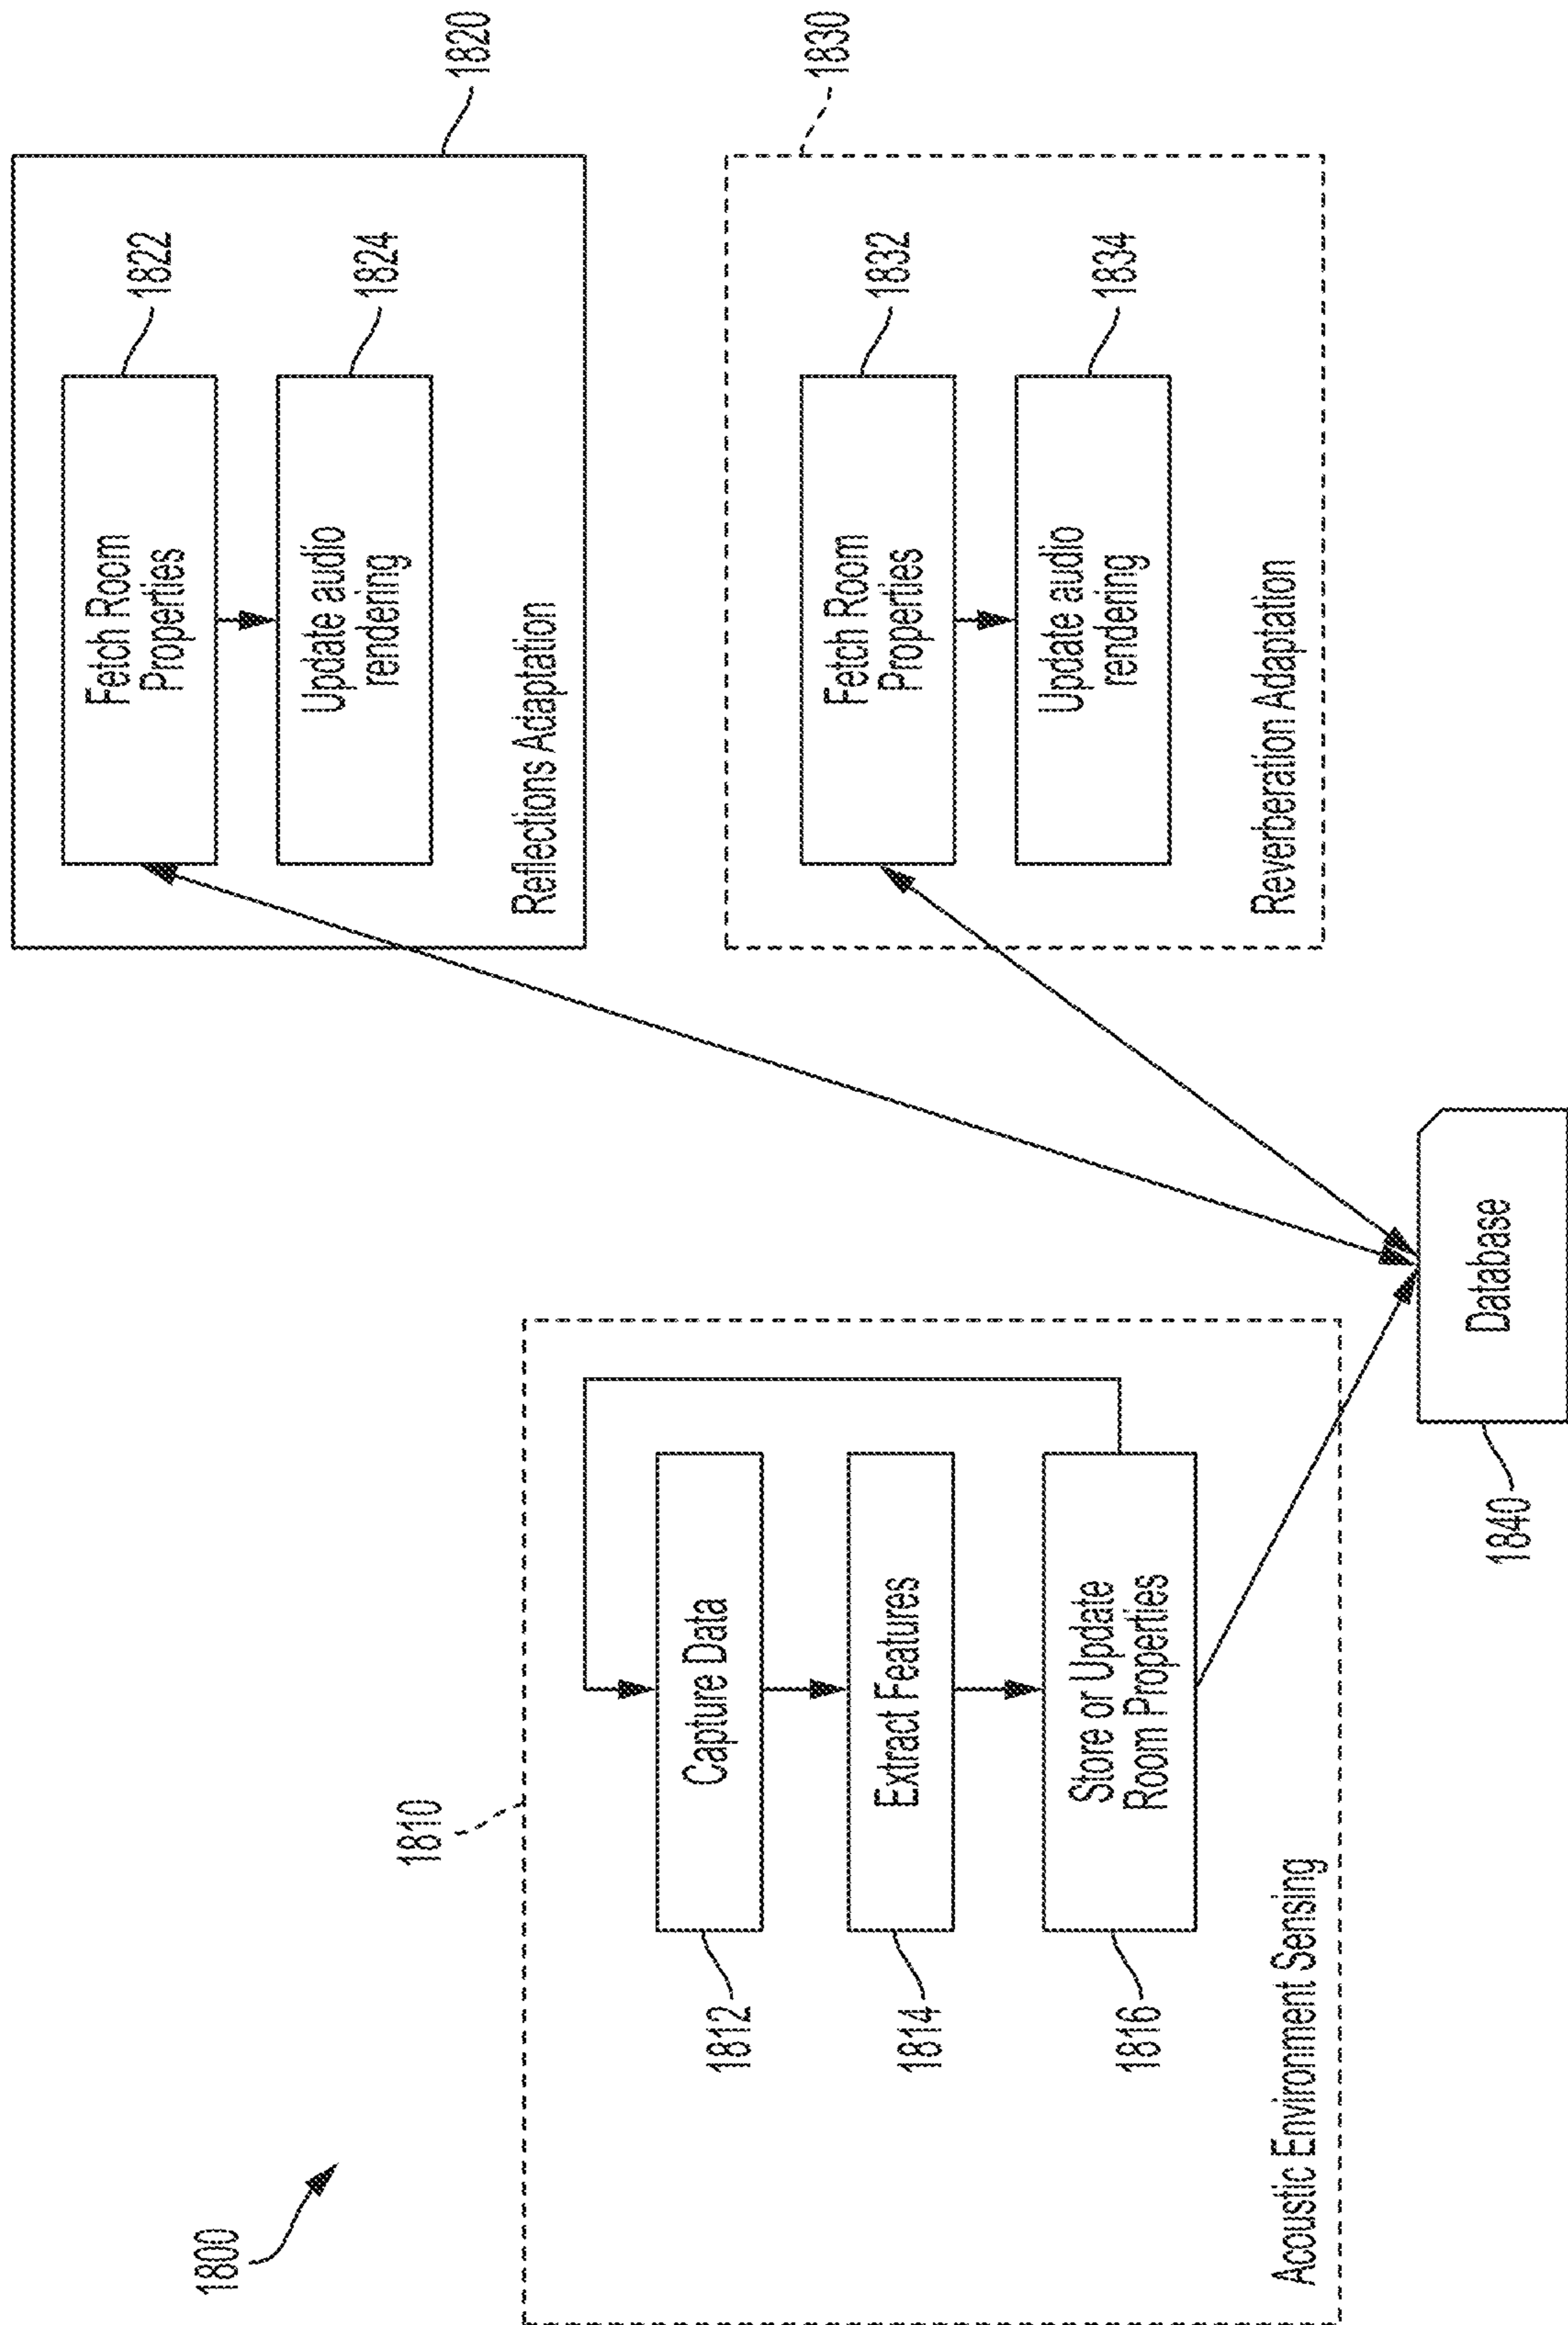 1800
1810
1812
Capture Data
1814
Extract Features
1816
Store or Update
Room Properties
Acoustic Environment Sensing
1820
Fetch Room
Properties
1822
Update audio
rendering
1824
Reflections Adaptation
1830
Fetch Room
Properties
1832
Update audio
rendering
1834
Reverberation Adaptation
Database
1840